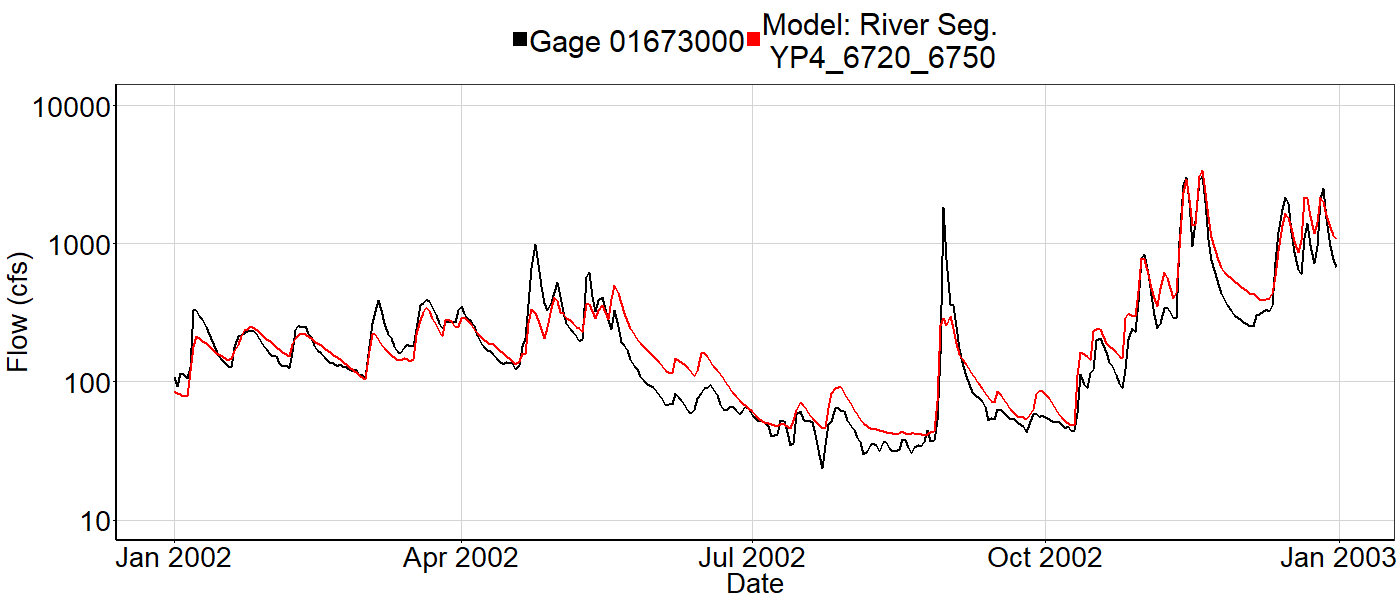 Gage 01673000
Model: River Seg.
YP4_6720_6750
10000
1000
100
10
Flow (cfs)
Jan 2002
Apr 2002
Jul 2002
Oct 2002
Jan 2003
Date